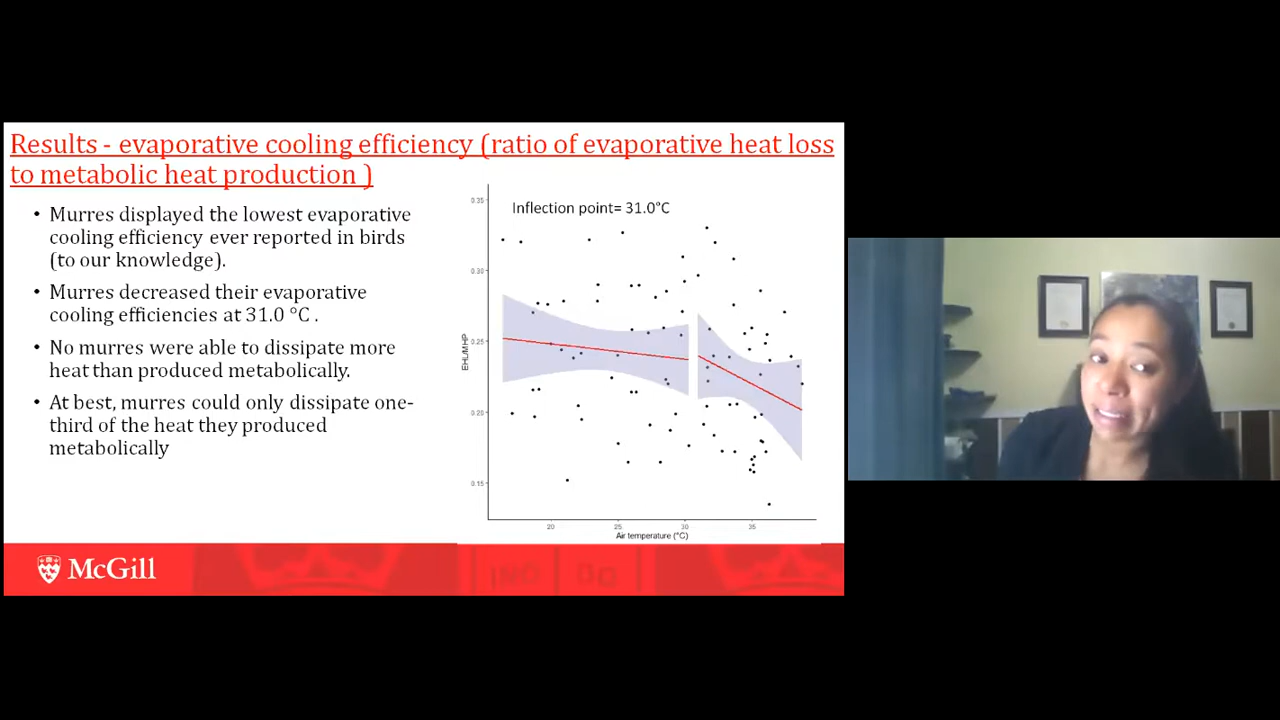 Results - evaporative cooling efficiency (ratio of evaporative heat loss
to metabolic heat production )
• Murres displayed the lowest evaporative
cooling efficiency ever reported in birds
(to our knowledge).
• Murres decreased their evaporative
cooling efficiencies at 31.0 °C .
• No murres were able to dissipate more
heat than produced metabolically.
• At best, murres could only dissipate one-
third of the heat they produced
metabolically
Inflection point= 31.0°C
0.35
0.30
0.25
0.20
0.15
EHL/MHP
20 25 30 35
Air temperature (°C)
McGill